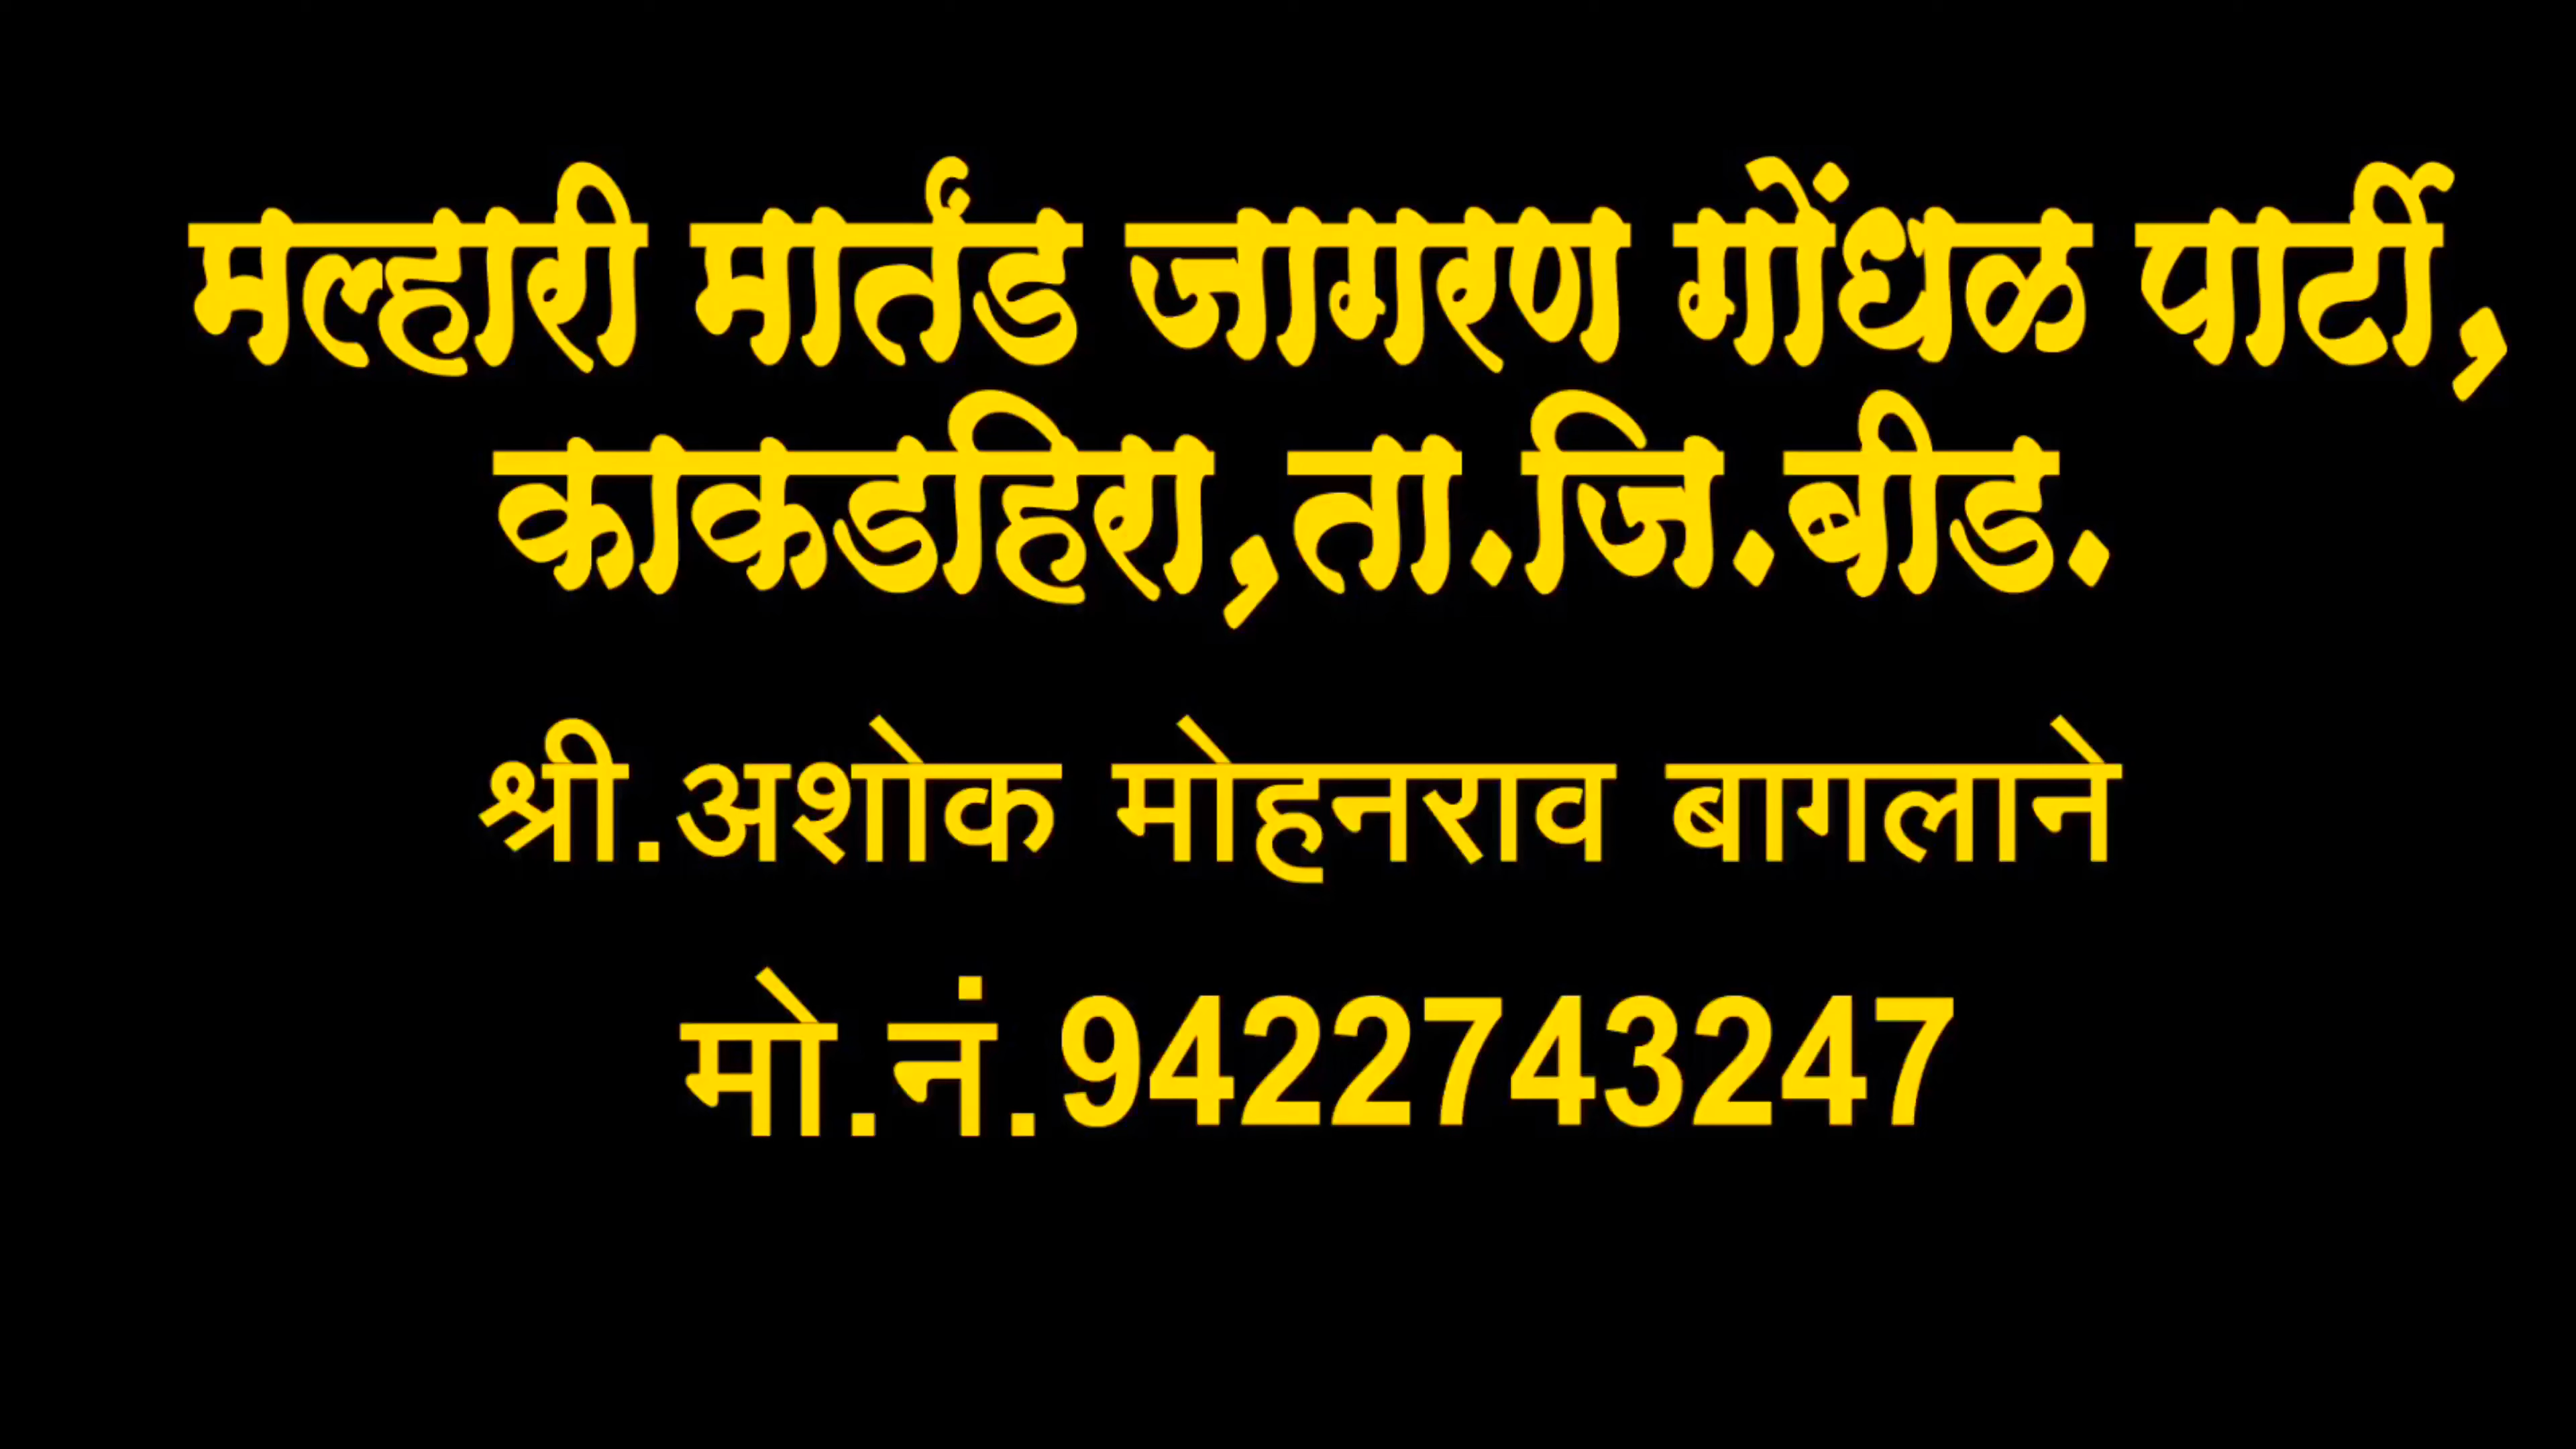 मल्हारी मार्तंड जागरण गोंधळ पार्टी,
काकडहिरा,ता.जि.बीड.
श्री.अशोक मोहनराव बागलाने
मो.नं.9422743247